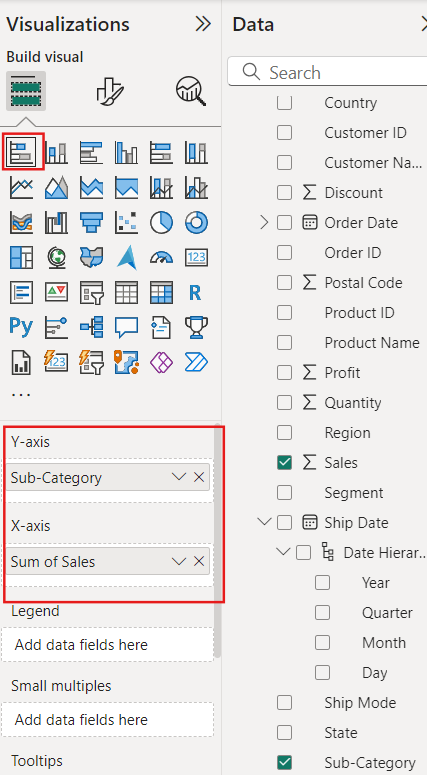 Visualizations
Build visual
123
R
Py
123
...
Y-axis
Sub-Category
X-axis
Sum of Sales
Legend
Add data fields here
Small multiples
Add data fields here
Tooltips
Data
Search
Country
Customer ID
Customer Na...
Discount
Order Date
Order ID
Postal Code
Product ID
Product Name
Profit
Quantity
Region
Sales
Segment
Ship Date
Date Hierar...
Year
Quarter
Month
Day
Ship Mode
State
Sub-Category